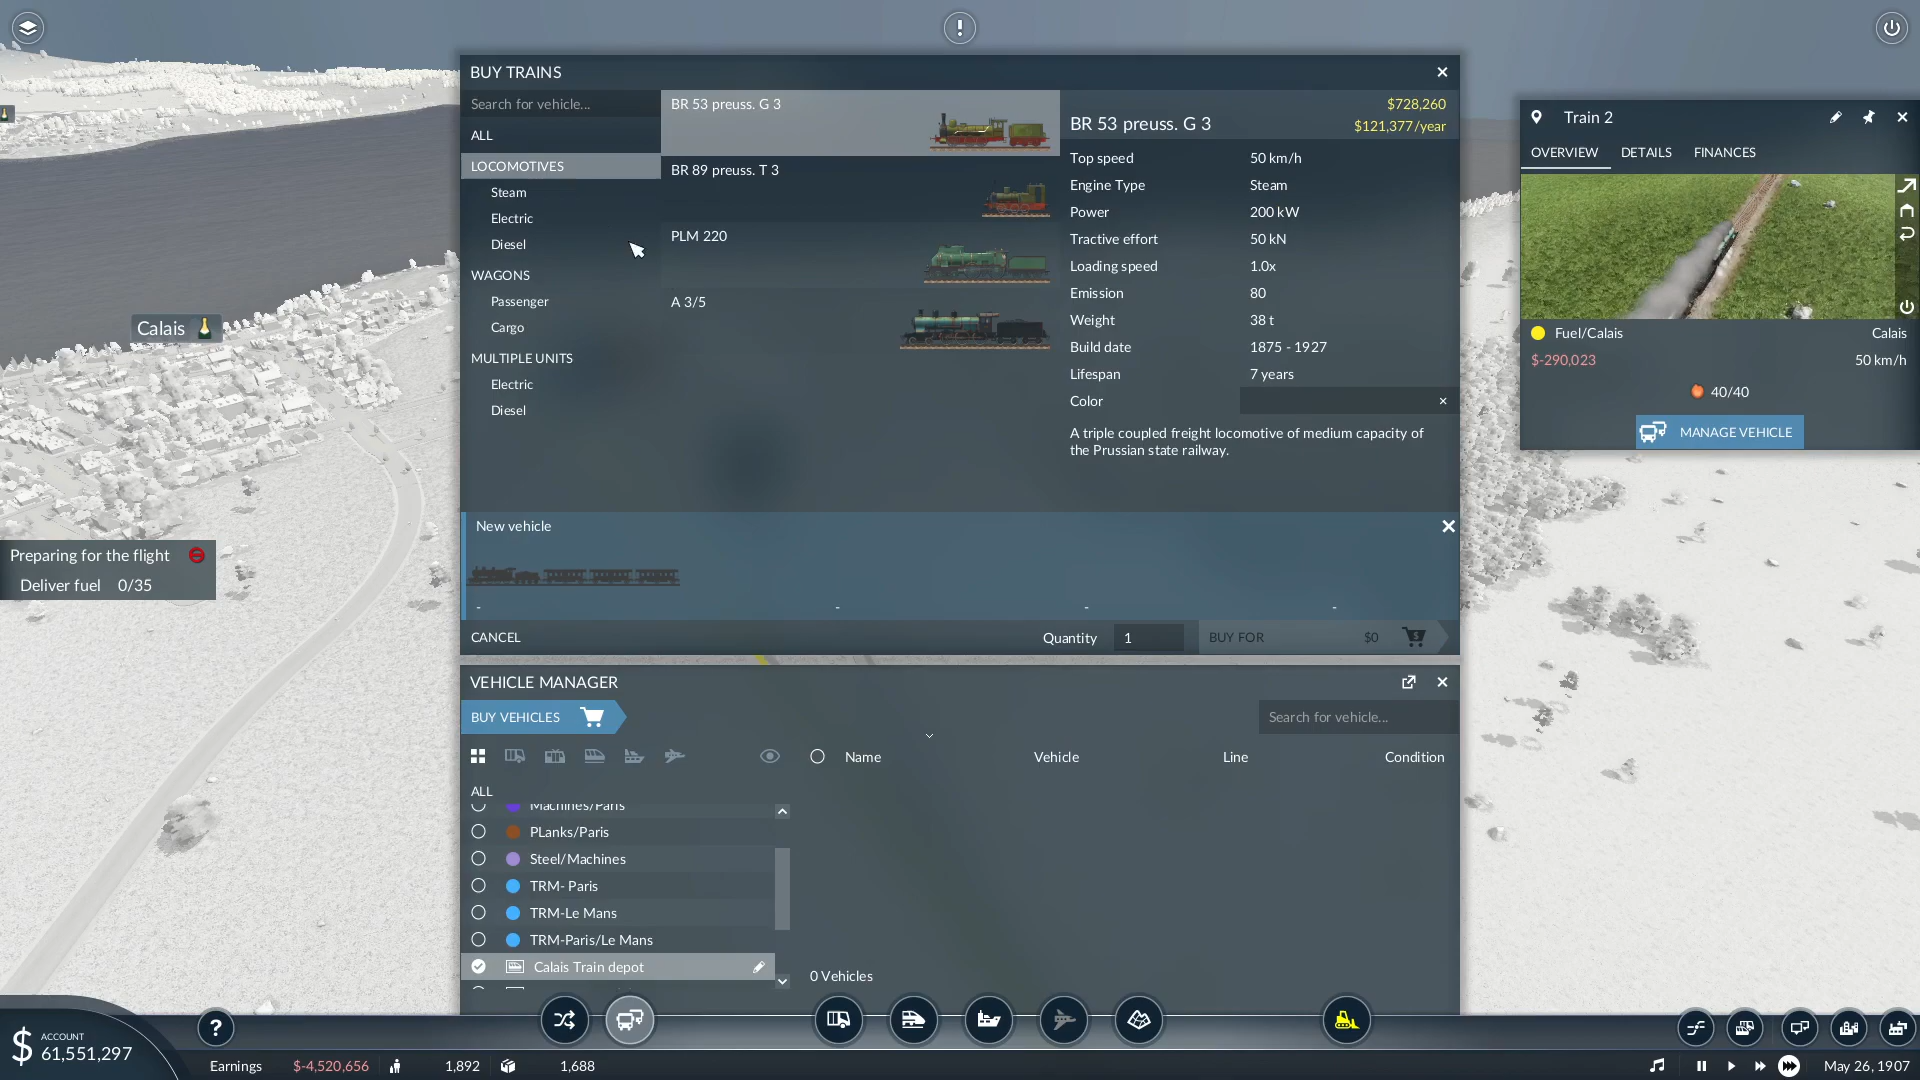 BUY TRAINS
Search for vehicle...
ALL
LOCOMOTIVES
Steam
Electric
Diesel
WAGONS
Passenger
Cargo
MULTIPLE UNITS
Electric
Diesel
BR 53 preuss. G 3
BR 89 preuss. T 3
PLM 220
A 3/5
$728,260
BR 53 preuss. G 3
$121,377/year
Top speed 50 km/h
Engine Type Steam
Power 200 kW
Tractive effort 50 kN
Loading speed 1.0x
Emission 80
Weight 38 t
Build date 1875 - 1927
Lifespan 7 years
Color
A triple coupled freight locomotive of medium capacity of
the Prussian state railway.
New vehicle
- - - -
CANCEL
Quantity 1
BUY FOR $0
Train 2
OVERVIEW DETAILS FINANCES
Fuel/Calais Calais
$-290,023 50 km/h
40/40
MANAGE VEHICLE
Calais
Preparing for the flight
Deliver fuel 0/35
VEHICLE MANAGER
BUY VEHICLES
Search for vehicle...
Name Vehicle Line Condition
ALL
Machines/Paris
PLanks/Paris
Steel/Machines
TRM- Paris
TRM-Le Mans
TRM-Paris/Le Mans
Calais Train depot
0 Vehicles
$ ACCOUNT
61,551,297
?
Earnings $-4,520,656 1,892 1,688
May 26, 1907